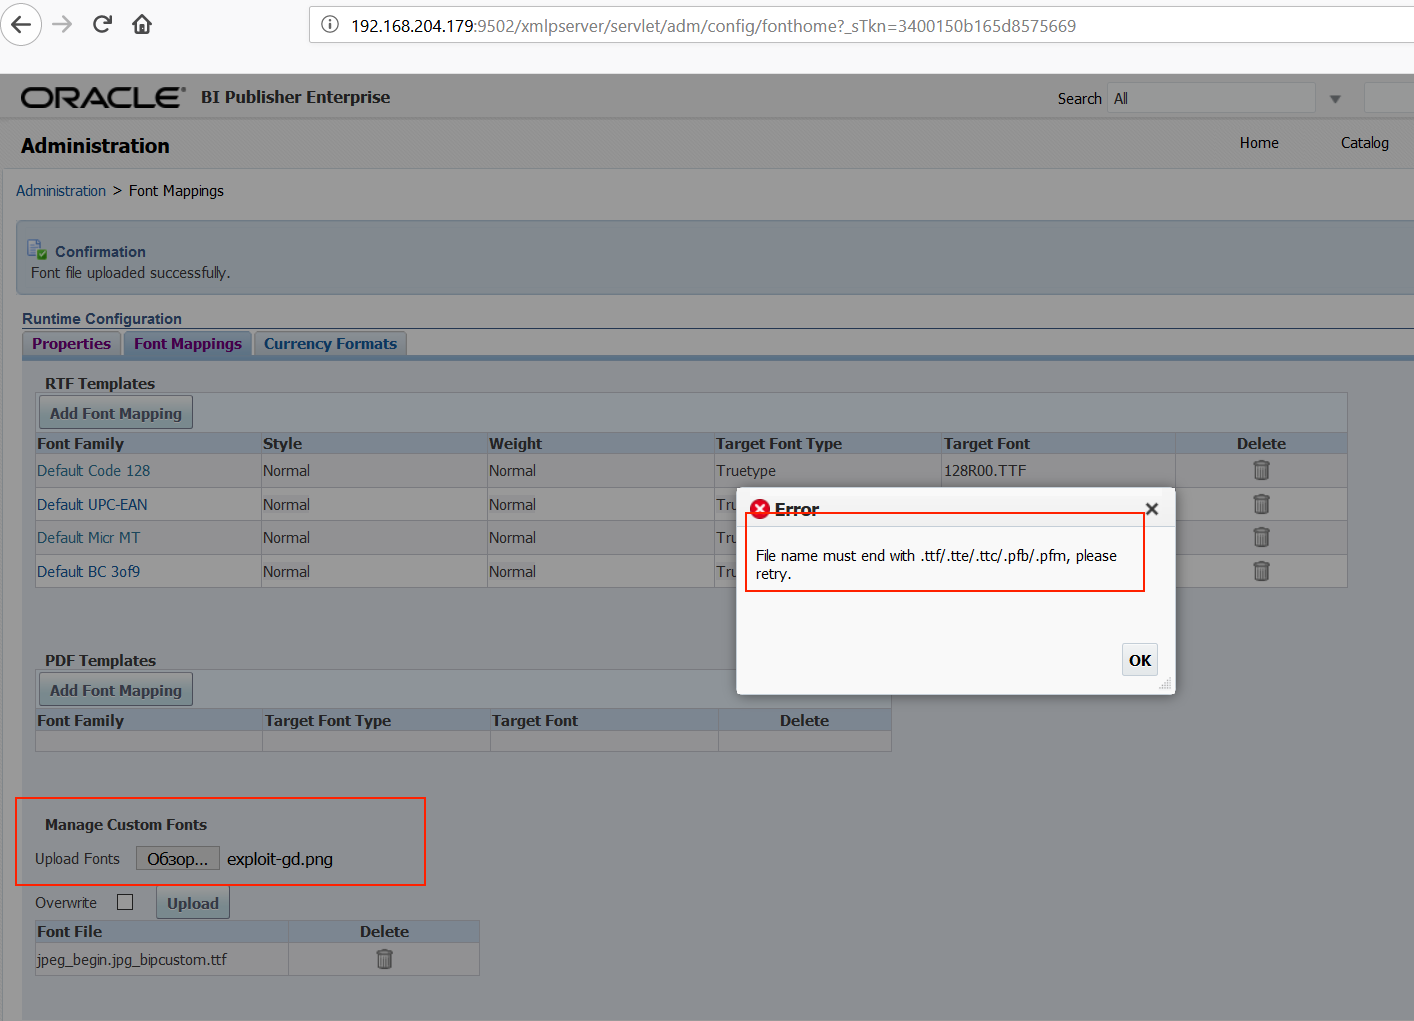 192.168.204.179:9502/xmlpserver/servlet/adm/config/fonthome?_sTkn=3400150b165d8575669
ORACLE® BI Publisher Enterprise Search All
Administration Home Catalog
Administration > Font Mappings
Confirmation
Font file uploaded successfully.
Runtime Configuration
Properties Font Mappings Currency Formats
RTF Templates
Add Font Mapping
Font Family Style Weight Target Font Type Target Font Delete
Default Code 128 Normal Normal Truetype 128R00.TTF
Default UPC-EAN Normal Normal Tru
Default Micr MT Normal Normal Tru
Default BC 3of9 Normal Normal Tru
Error
File name must end with .ttf/.tte/.ttc/.pfb/.pfm, please
retry.
OK
PDF Templates
Add Font Mapping
Font Family Target Font Type Target Font Delete
Manage Custom Fonts
Upload Fonts Обзор... exploit-gd.png
Overwrite Upload
Font File Delete
jpeg_begin.jpg_bipcustom.ttf